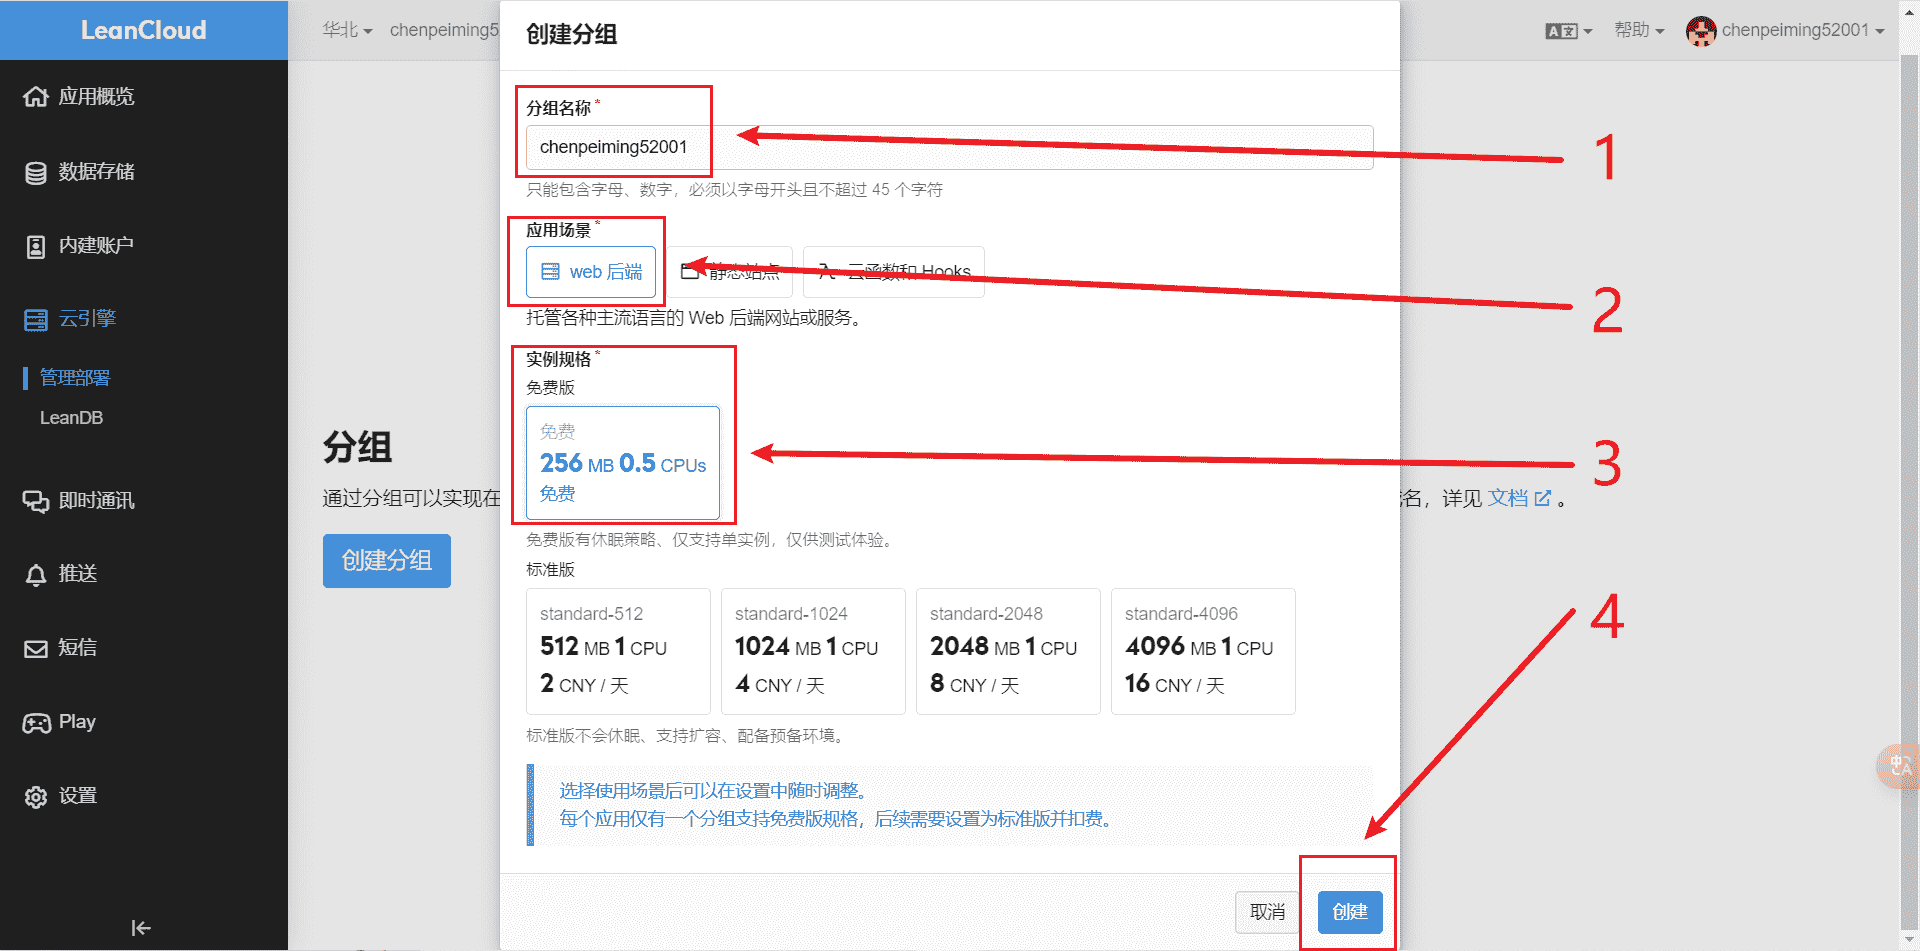 LeanCloud
华北
chenpeiming5
帮助
chenpeiming52001
应用概览
数据存储
内建账户
云引擎
管理部署
LeanDB
即时通讯
推送
短信
Play
设置
分组
通过分组可以实现在
名，详见 文档 。
创建分组
创建分组
分组名称 *
chenpeiming52001
只能包含字母、数字，必须以字母开头且不超过 45 个字符
应用场景 *
web 后端
静态站点
云函数和 Hooks
托管各种主流语言的 Web 后端网站或服务。
实例规格 *
免费版
免费
256 MB 0.5 CPUs
免费
免费版有休眠策略、仅支持单实例，仅供测试体验。
标准版
standard-512
512 MB 1 CPU
2 CNY / 天
standard-1024
1024 MB 1 CPU
4 CNY / 天
standard-2048
2048 MB 1 CPU
8 CNY / 天
standard-4096
4096 MB 1 CPU
16 CNY / 天
标准版不会休眠、支持扩容、配备预备环境。
选择使用场景后可以在设置中随时调整。
每个应用仅有一个分组支持免费版规格，后续需要设置为标准版并扣费。
取消
创建
1
2
3
4